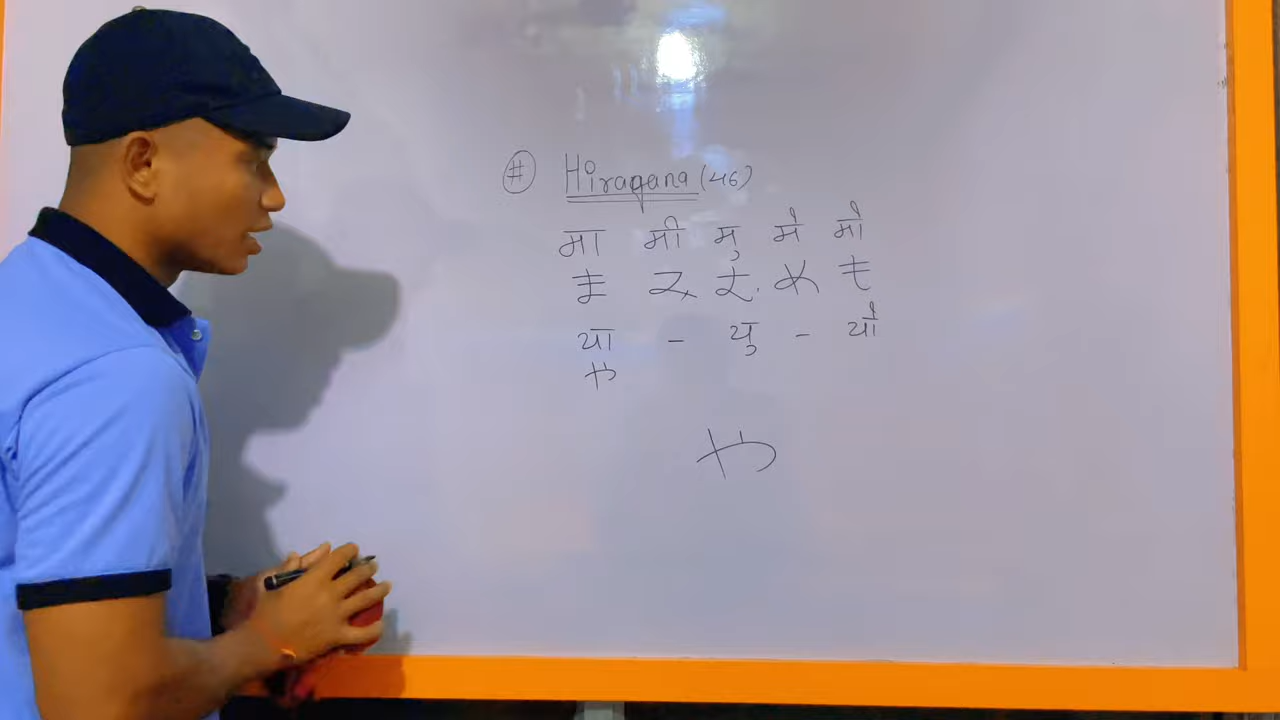 # Hiragana (46)
मा मी मु मे मो
ま み む め も
या - यु - यो
や
や